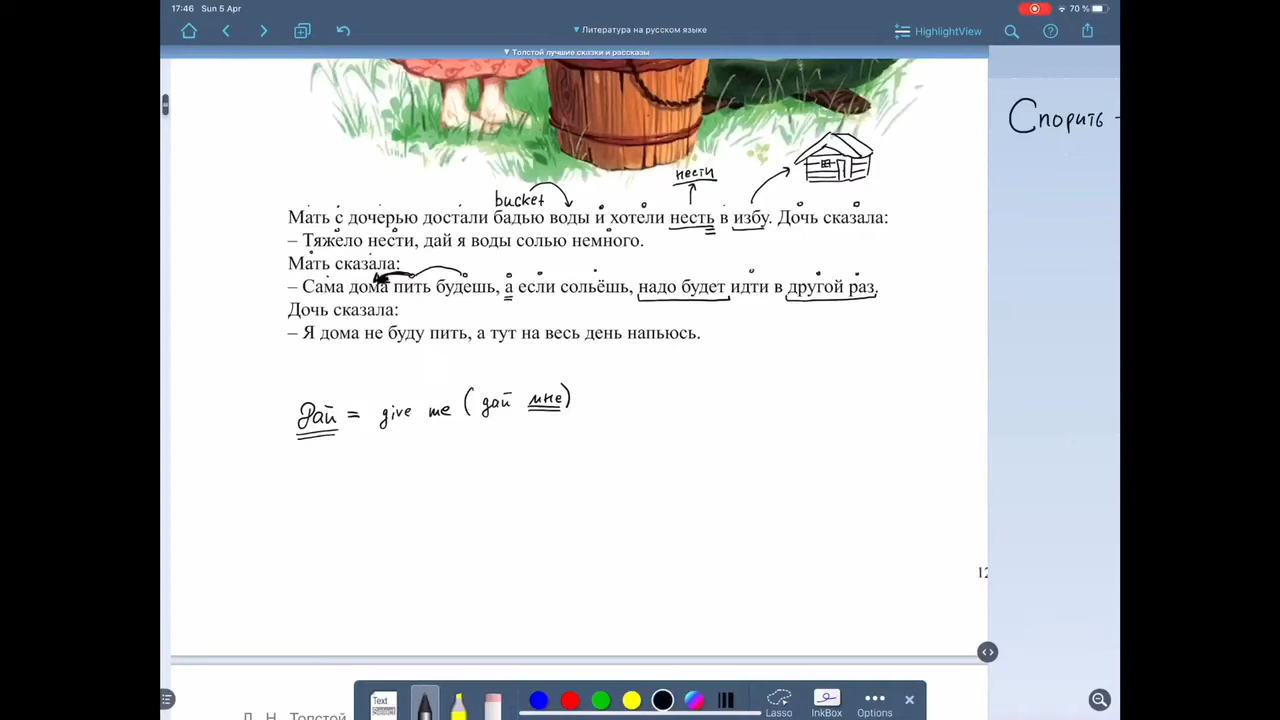 17:46 Sun 5 Apr
70 %
Литература на русском языке
HighlightView
Толстой лучшие сказки и рассказы
Спорить -
нести
bucket
Мать с дочерью достали бадью воды и хотели несть в избу. Дочь сказала:
– Тяжело нести, дай я воды солью немного.
Мать сказала:
– Сама дома пить будешь, а если сольёшь, надо будет идти в другой раз.
Дочь сказала:
– Я дома не буду пить, а тут на весь день напьюсь.
Дай = give me (дай мне)
12
Text
Lasso
InkBox
Options
Л. Н. Толстой